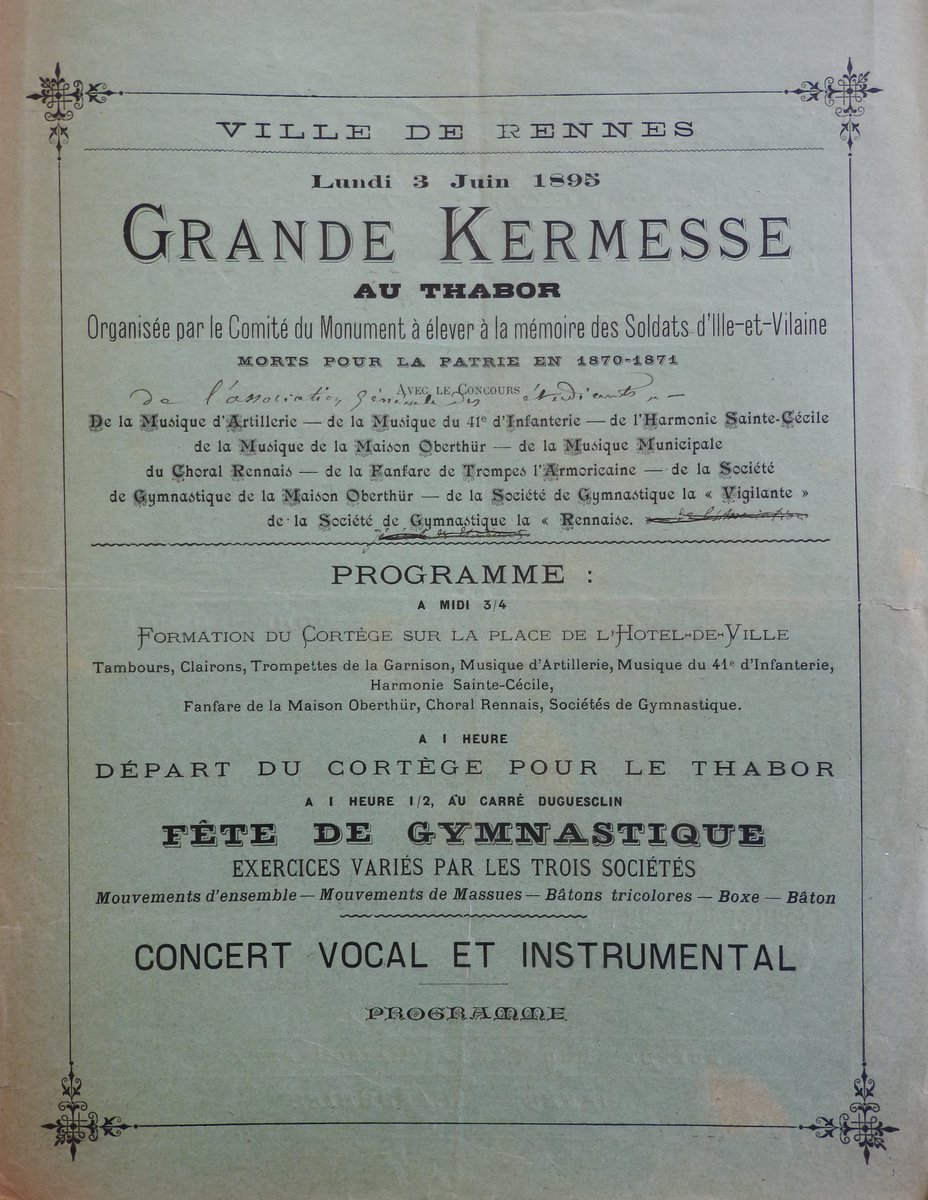 VILLE DE RENNES
Lundi 3 Juin 1895
GRANDE KERMESSE
AU THABOR
Organisée par le Comité du Monument à élever à la mémoire des Soldats d'Ille-et-Vilaine
MORTS POUR LA PATRIE EN 1870-1871
AVEC LE CONCOURS
de l'association générale des étudiants
De la Musique d'Artillerie — de la Musique du 41e d'Infanterie — de l'Harmonie Sainte-Cécile
de la Musique de la Maison Oberthür — de la Musique Municipale
du Choral Rennais — de la Fanfare de Trompes l'Armoricaine — de la Société
de Gymnastique de la Maison Oberthür — de la Société de Gymnastique la « Vigilante »
de la Société de Gymnastique la « Rennaise. » de l'Association
PROGRAMME :
A MIDI 3/4
FORMATION DU CORTÈGE SUR LA PLACE DE L'HOTEL-DE-VILLE
Tambours, Clairons, Trompettes de la Garnison, Musique d'Artillerie, Musique du 41e d'Infanterie,
Harmonie Sainte-Cécile,
Fanfare de la Maison Oberthür, Choral Rennais, Sociétés de Gymnastique.
A 1 HEURE
DÉPART DU CORTÈGE POUR LE THABOR
A 1 HEURE 1/2, AU CARRÉ DUGUESCLIN
FÊTE DE GYMNASTIQUE
EXERCICES VARIÉS PAR LES TROIS SOCIÉTÉS
Mouvements d'ensemble — Mouvements de Massues — Bâtons tricolores — Boxe — Bâton
CONCERT VOCAL ET INSTRUMENTAL
PROGRAMME